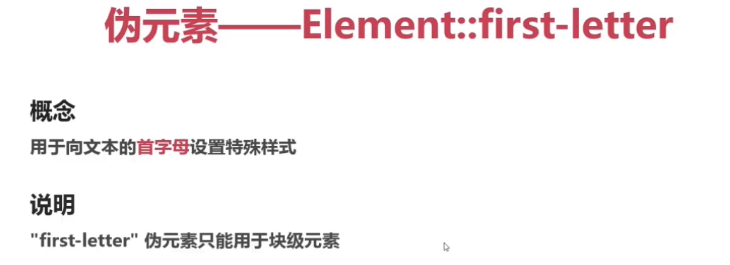 伪元素——Element::first-letter
概念
用于向文本的首字母设置特殊样式
说明
"first-letter" 伪元素只能用于块级元素